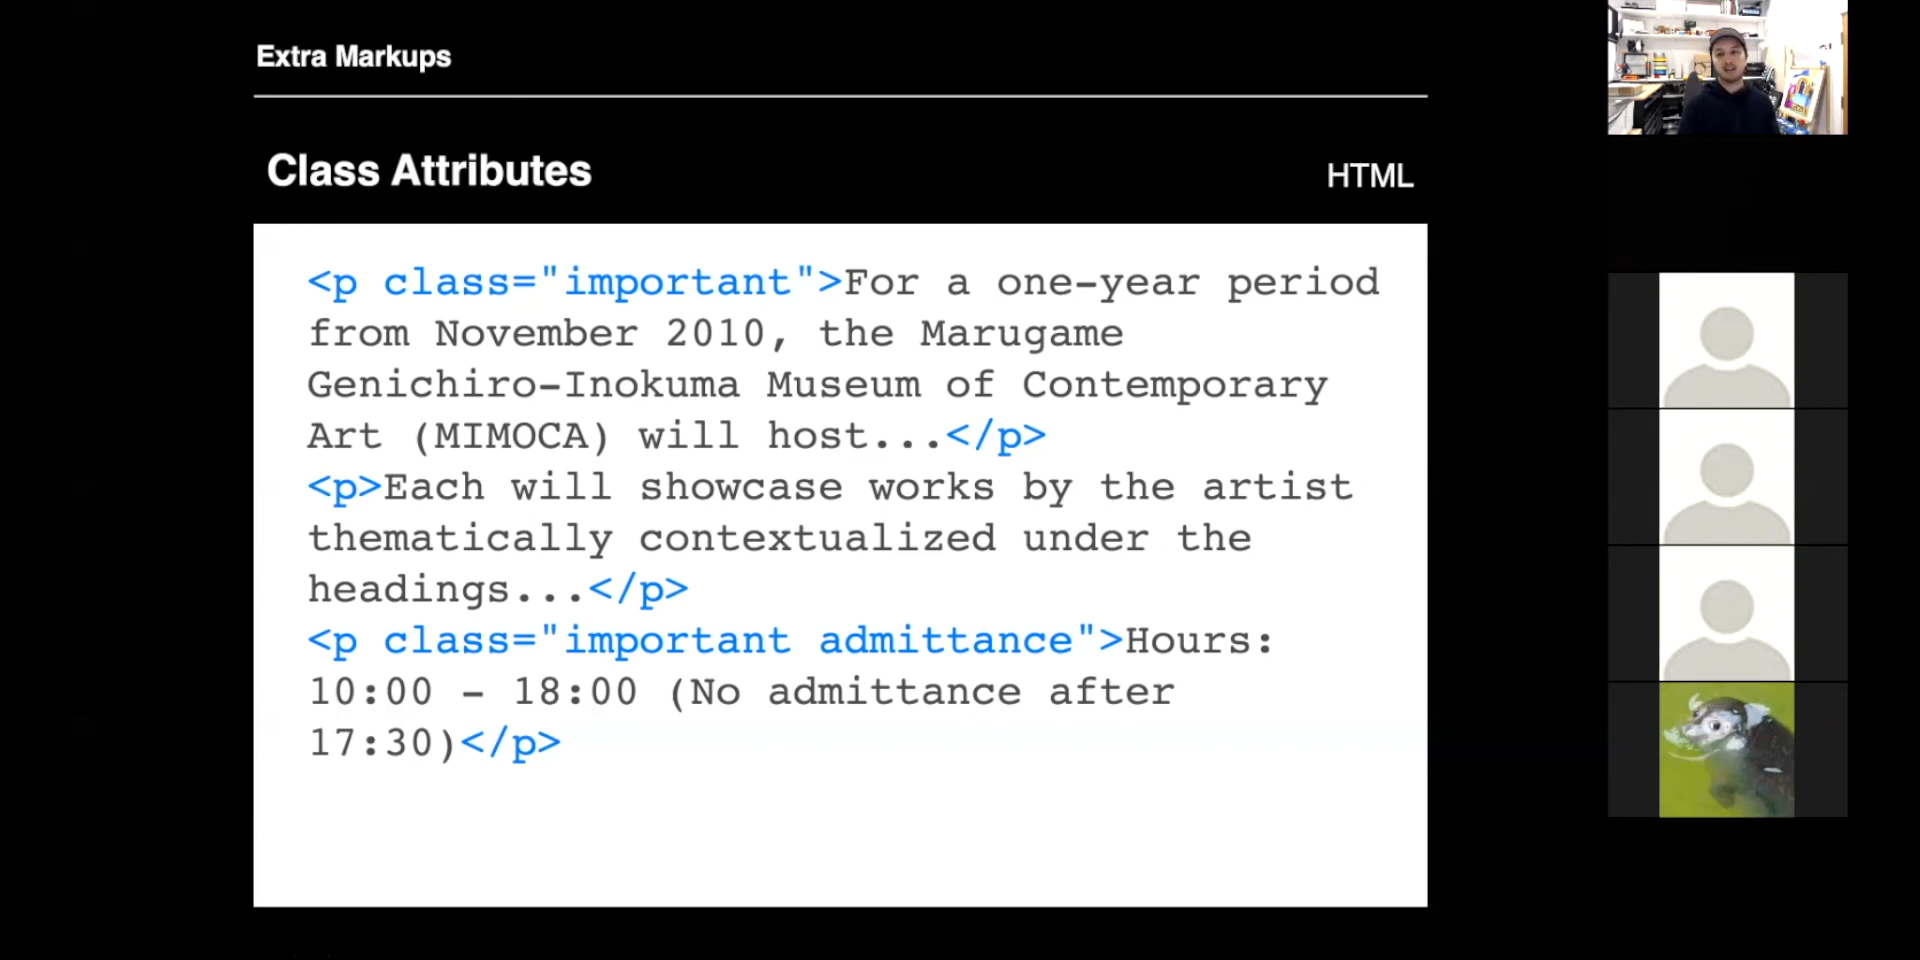 Extra Markups
Class Attributes
HTML
<p class="important">For a one-year period
from November 2010, the Marugame
Genichiro-Inokuma Museum of Contemporary
Art (MIMOCA) will host...</p>
<p>Each will showcase works by the artist
thematically contextualized under the
headings...</p>
<p class="important admittance">Hours:
10:00 - 18:00 (No admittance after
17:30)</p>